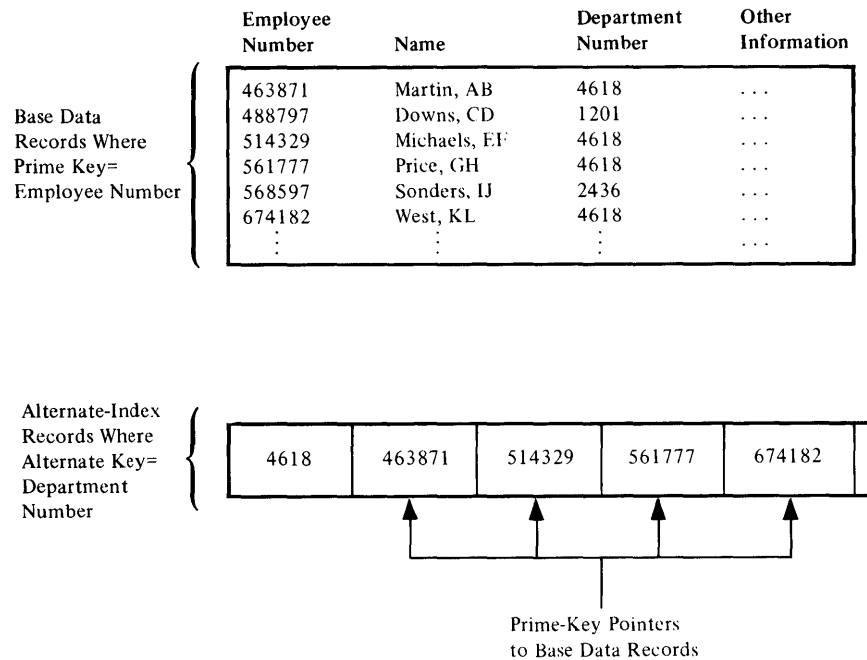 Employee Number Name Department Number Other Information
Base Data
Records Where
Prime Key=
Employee Number
463871 Martin, AB 4618 ...
488797 Downs, CD 1201 ...
514329 Michaels, EF 4618 ...
561777 Price, GH 4618 ...
568597 Sonders, IJ 2436 ...
674182 West, KL 4618 ...
⋮ ⋮ ⋮ ...
...
Alternate-Index
Records Where
Alternate Key=
Department
Number
4618 463871 514329 561777 674182
Prime-Key Pointers
to Base Data Records